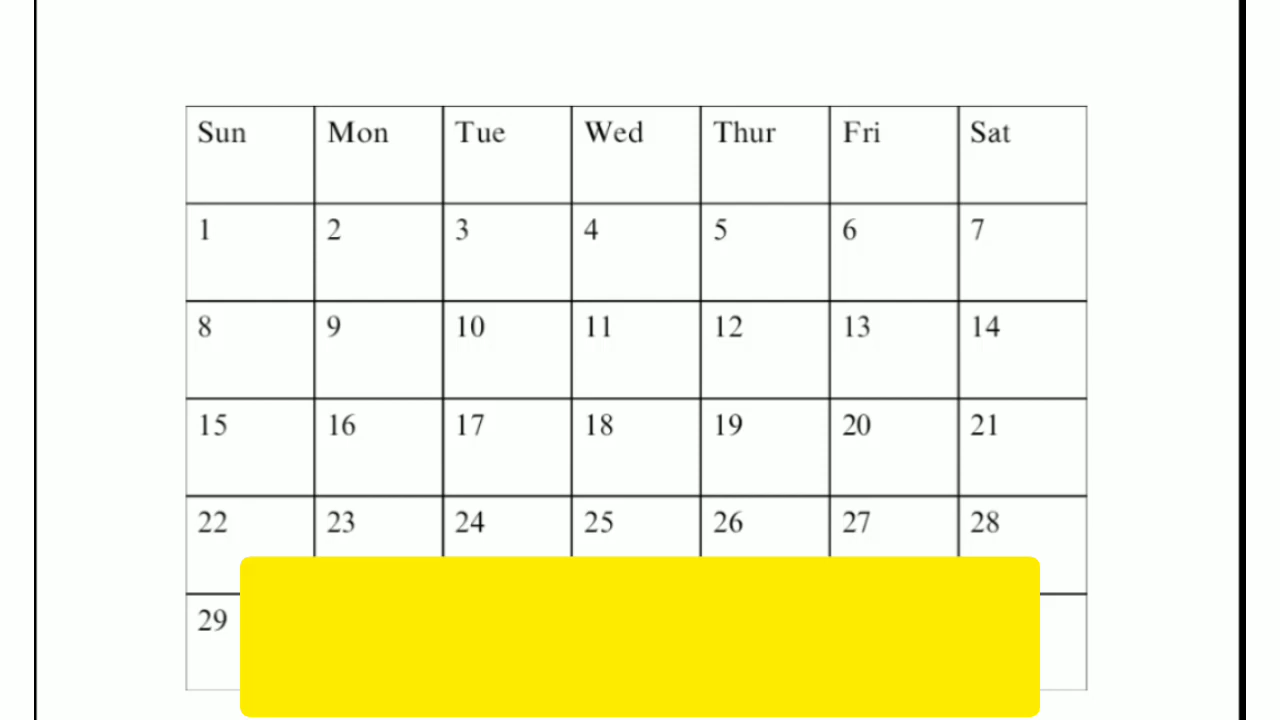 Sun Mon Tue Wed Thur Fri Sat
1 2 3 4 5 6 7
8 9 10 11 12 13 14
15 16 17 18 19 20 21
22 23 24 25 26 27 28
29